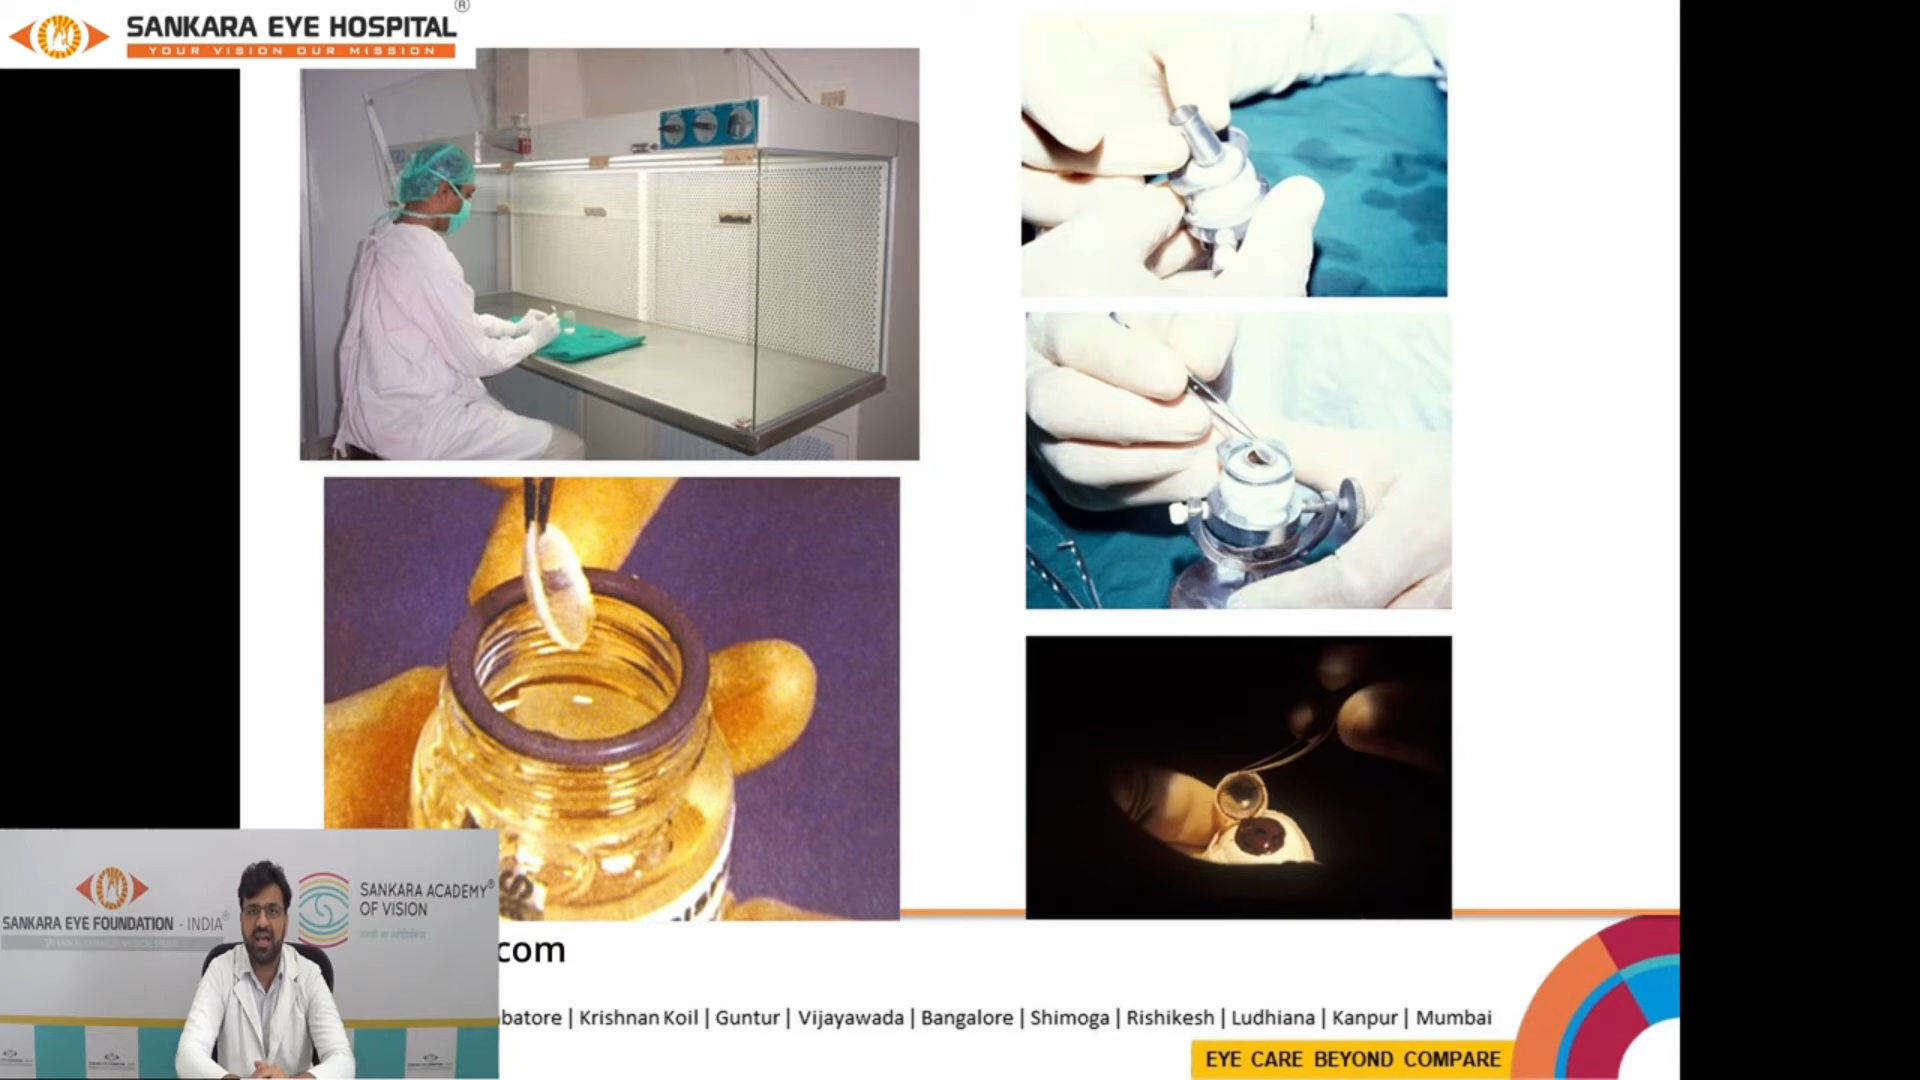 SANKARA EYE HOSPITAL®
YOUR VISION OUR MISSION
SANKARA EYE FOUNDATION - INDIA®
SANKARA ACADEMY®
OF VISION
com
batore | Krishnan Koil | Guntur | Vijayawada | Bangalore | Shimoga | Rishikesh | Ludhiana | Kanpur | Mumbai
EYE CARE BEYOND COMPARE